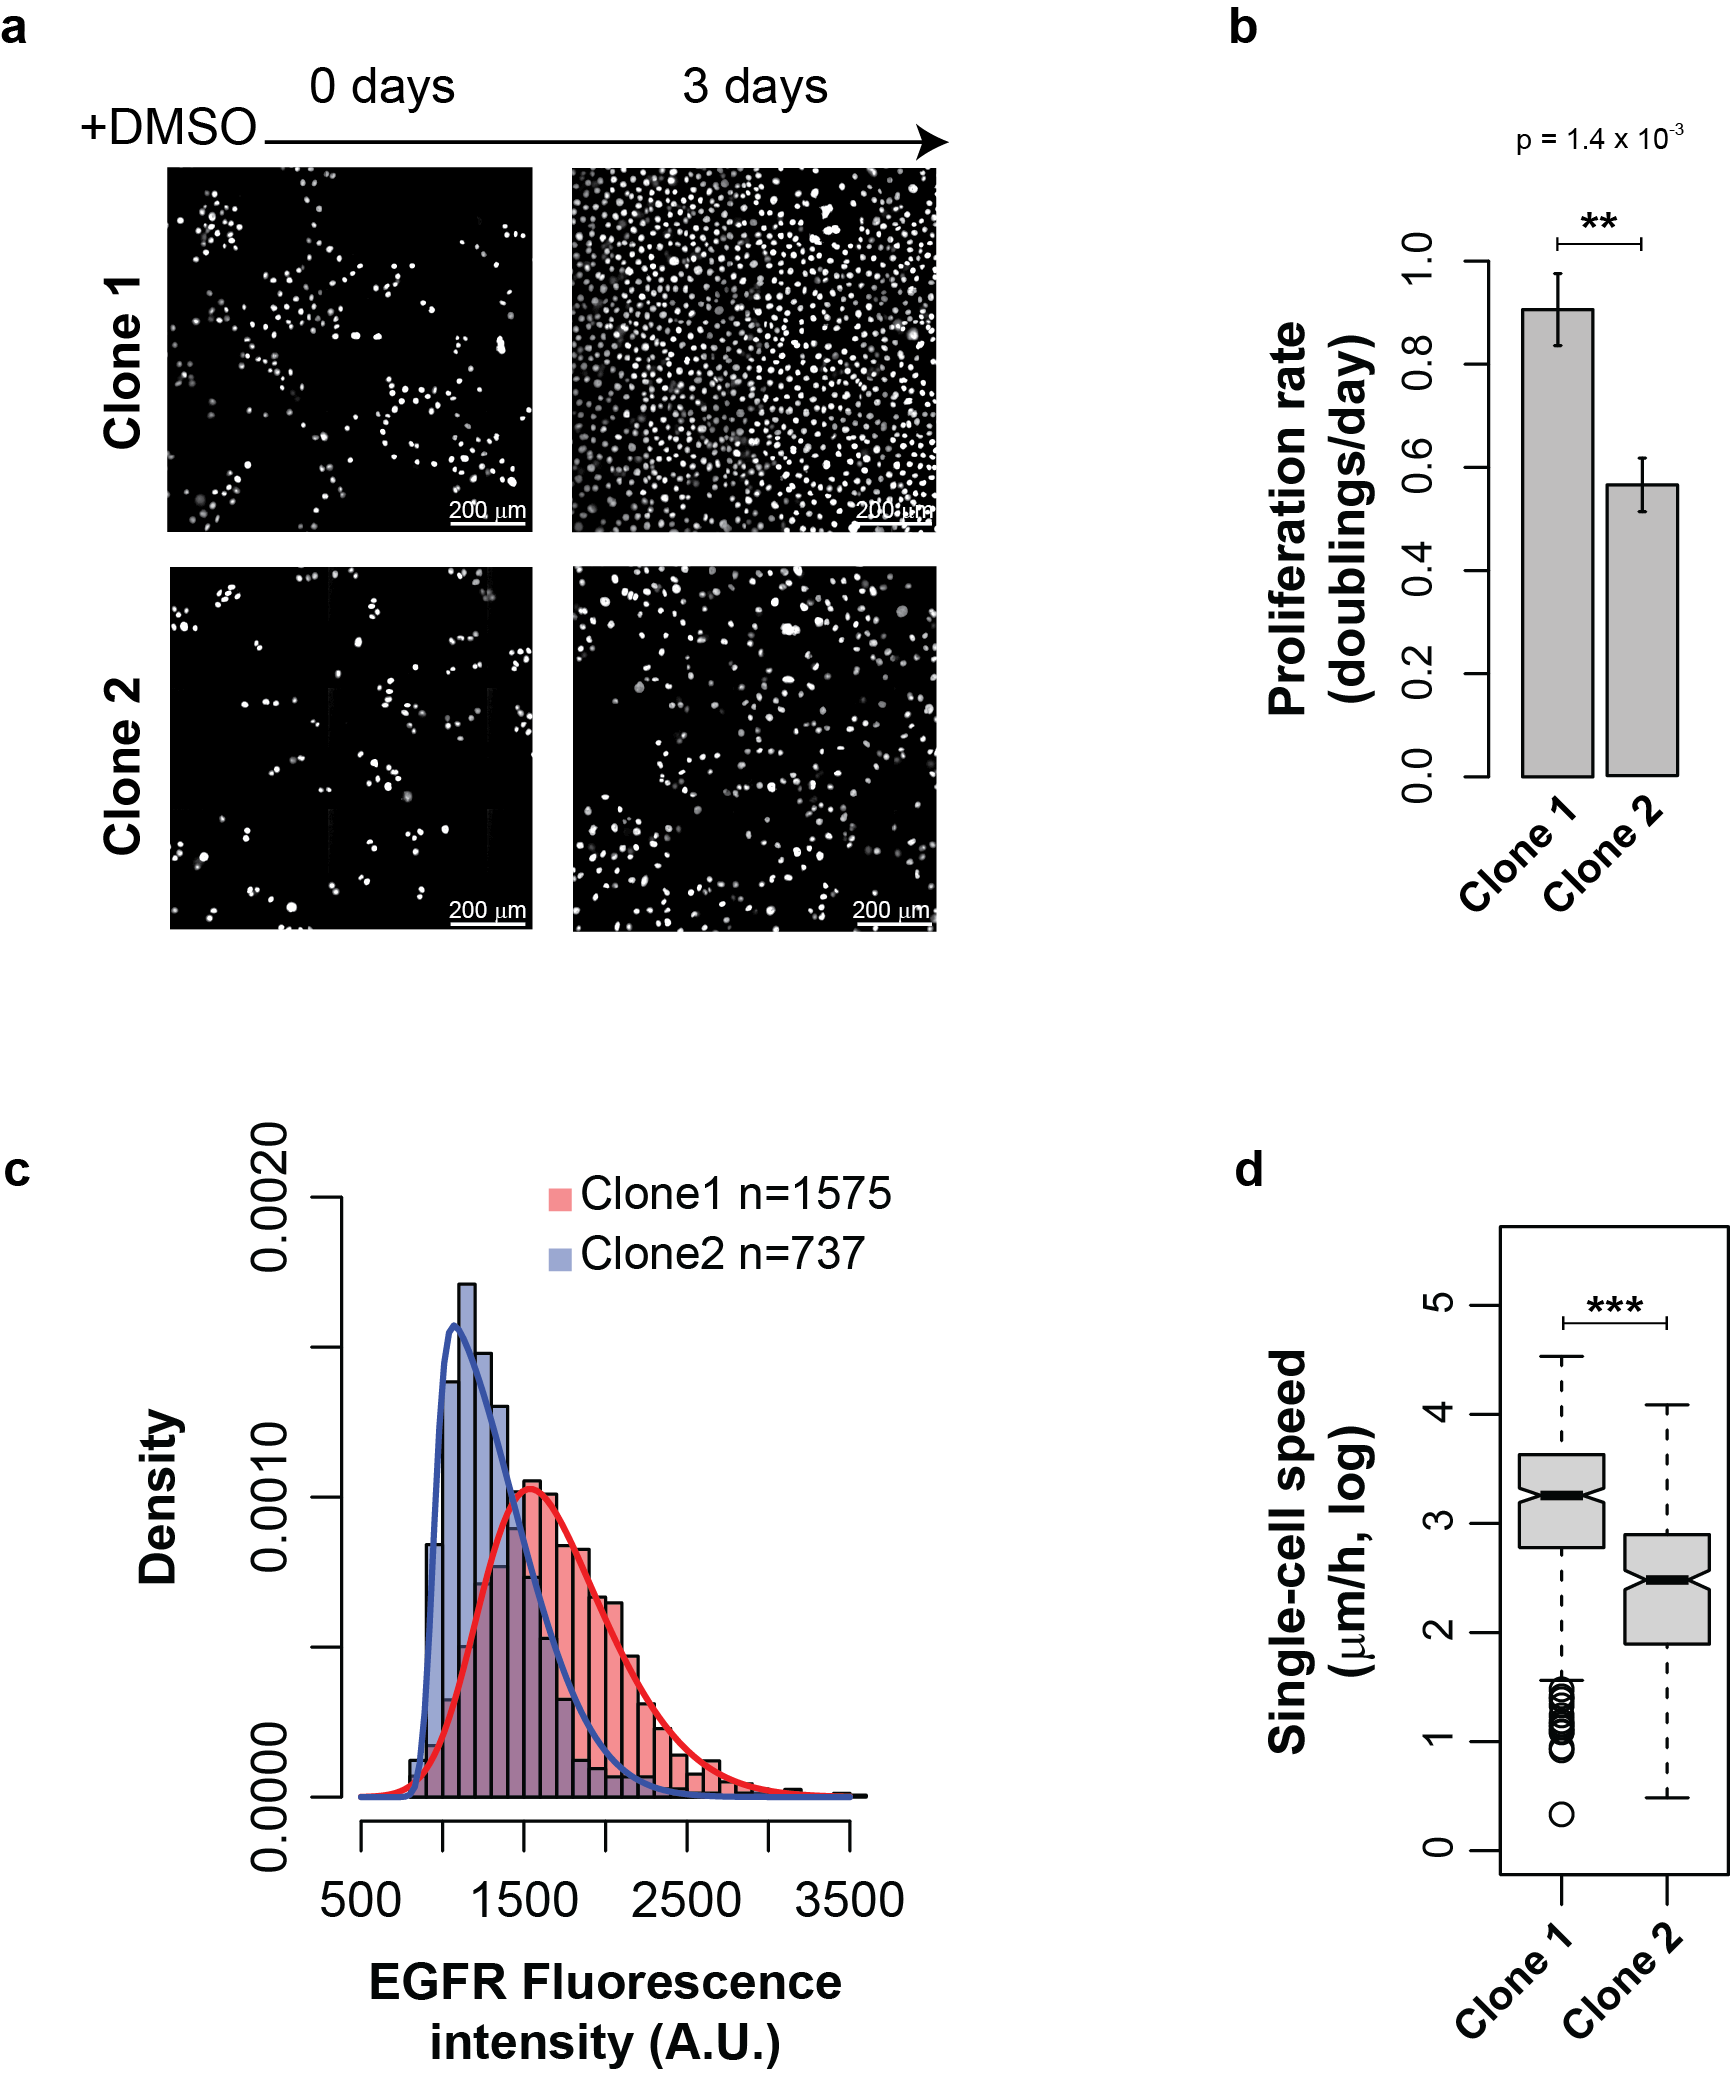 a
0 days
3 days
+DMSO
Clone 1
200 μm
200 μm
Clone 2
200 μm
200 μm
b
p = 1.4 x 10-3
**
Proliferation rate
(doublings/day)
1.0
0.8
0.6
0.4
0.2
0.0
Clone 1
Clone 2
c
Clone1 n=1575
Clone2 n=737
Density
0.0020
0.0010
0.0000
500 1500 2500 3500
EGFR Fluorescence
intensity (A.U.)
d
***
Single-cell speed
(μm/h, log)
5
4
3
2
1
0
Clone 1
Clone 2